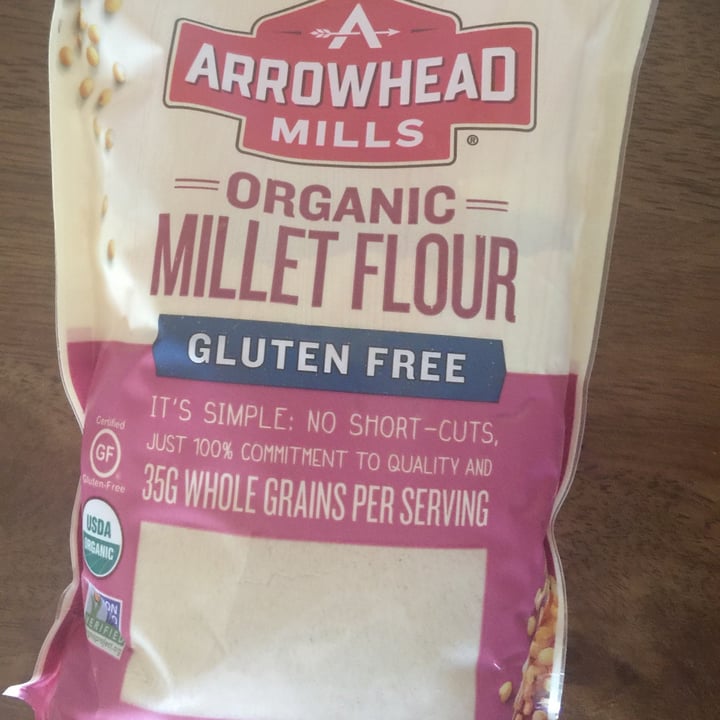 ARROWHEAD
MILLS®
ORGANIC
MILLET FLOUR
GLUTEN FREE
IT'S SIMPLE: NO SHORT-CUTS,
JUST 100% COMMITMENT TO QUALITY AND
35G WHOLE GRAINS PER SERVING
Certified
GF
Gluten-Free
USDA
ORGANIC
VERIFIED